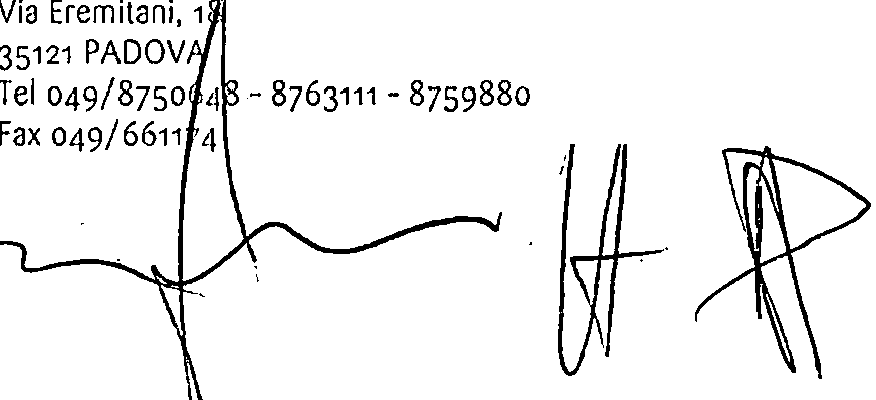 Via Eremitani, 18
35121 PADOVA
Tel 049/8750648 - 8763111 - 8759880
Fax 049/661174